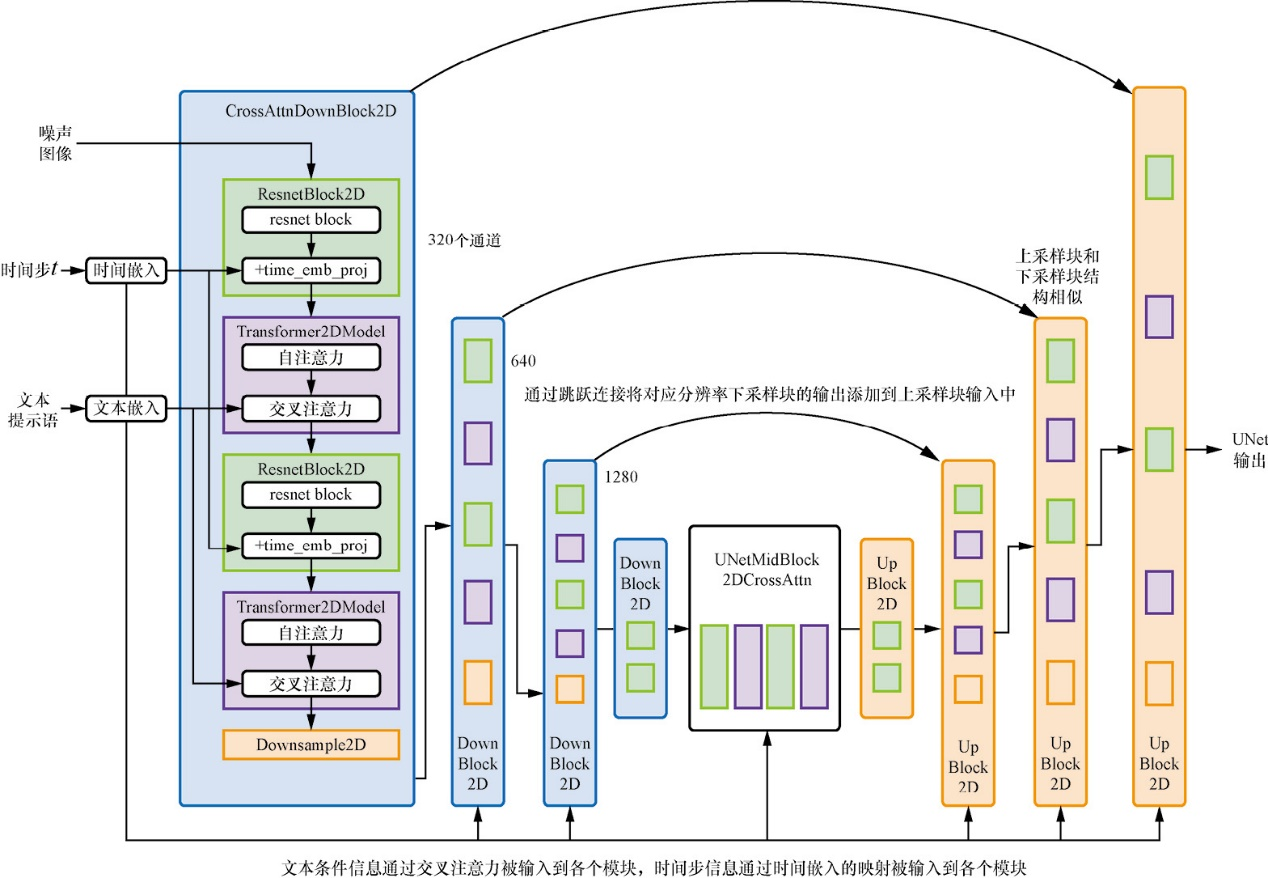 CrossAttnDownBlock2D
噪声
图像
ResnetBlock2D
resnet block
+time_emb_proj
时间步t
时间嵌入
Transformer2DModel
自注意力
交叉注意力
文本
提示语
文本嵌入
ResnetBlock2D
resnet block
+time_emb_proj
Transformer2DModel
自注意力
交叉注意力
Downsample2D
320个通道
640
1280
Down
Block
2D
Down
Block
2D
Down
Block
2D
UNetMidBlock
2DCrossAttn
Up
Block
2D
Up
Block
2D
Up
Block
2D
Up
Block
2D
上采样块和
下采样块结
构相似
通过跳跃连接将对应分辨率下采样块的输出添加到上采样块输入中
UNet
输出
文本条件信息通过交叉注意力被输入到各个模块，时间步信息通过时间嵌入的映射被输入到各个模块